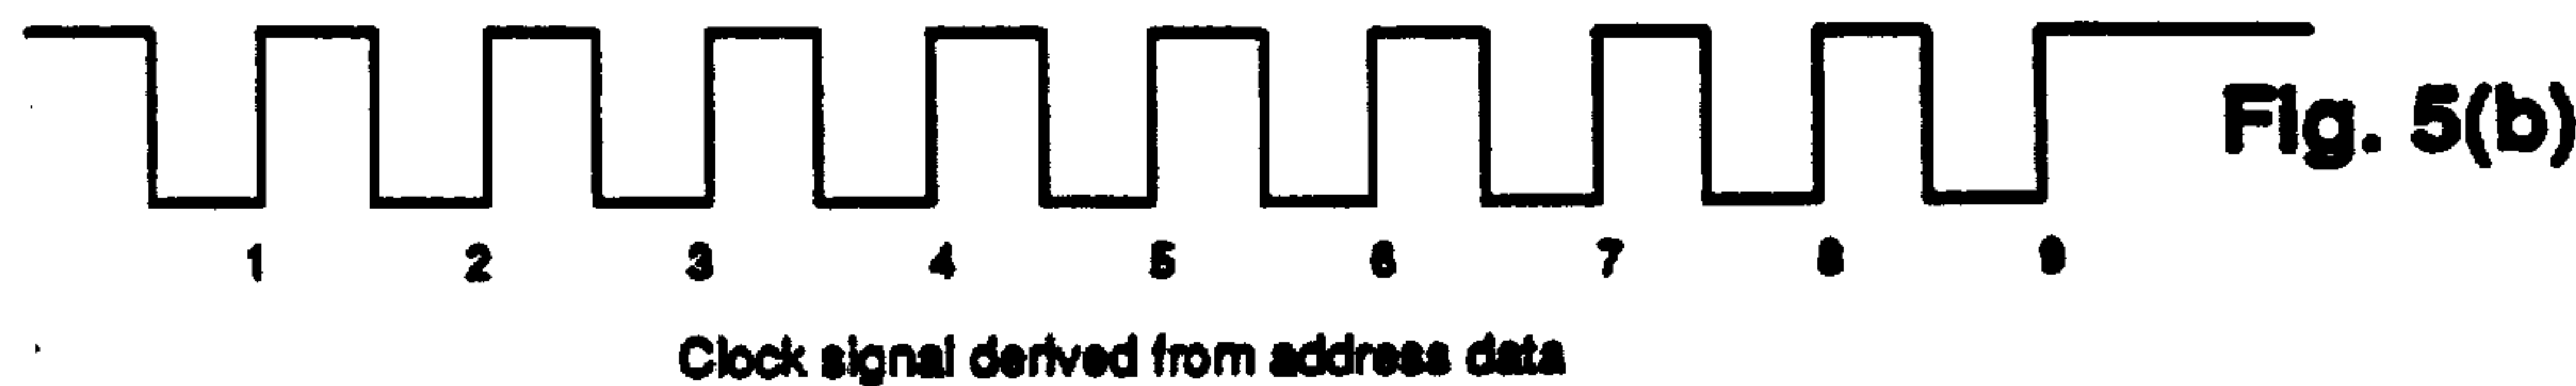 Fig. 5(b)
1 2 3 4 5 6 7 8 9
Clock signal derived from address data